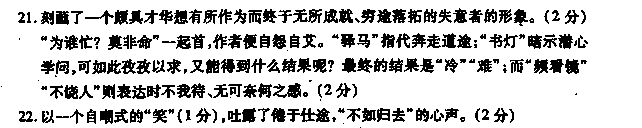 21. 刻画了一个颇具才华想有所作为而终于无所成就、穷途落拓的失意者的形象。(2分)
“为谁忙？莫非命”一起首,作者便自怨自艾。“驿马”指代奔走道途；“书灯”暗示潜心
学问,可如此孜孜以求,又能得到什么结果呢？最终的结果是“冷”“难”；而“频看镜”
“不饶人”则表达时不我待、无可奈何之感。(2分)
22. 以一个自嘲式的“笑”(1分),吐露了倦于仕途,“不如归去”的心声。(2分)